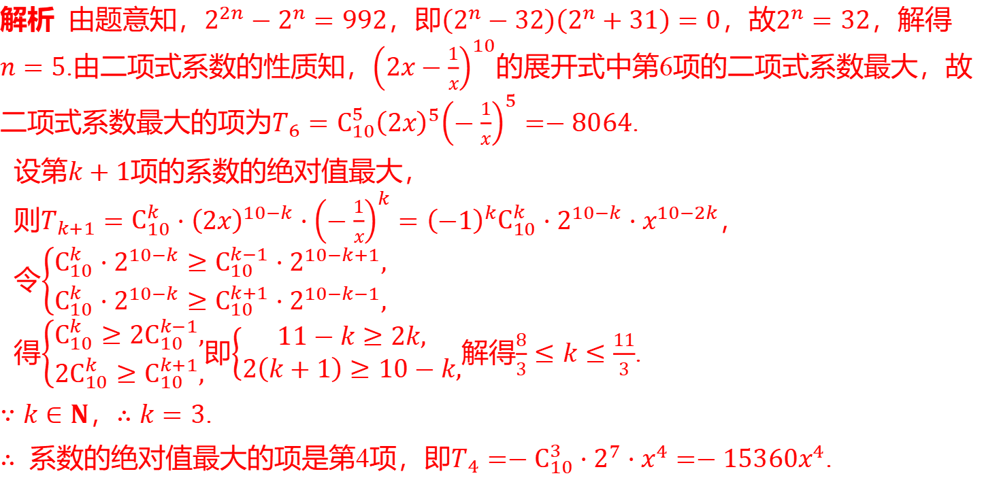 解析 由题意知，$2^{2n}-2^n=992$，即$(2^n-32)(2^n+31)=0$，故$2^n=32$，解得
$n=5$.由二项式系数的性质知，$\left(2x-\frac{1}{x}\right)^{10}$的展开式中第6项的二项式系数最大，故
二项式系数最大的项为$T_6=\mathrm{C}_{10}^5(2x)^5\left(-\frac{1}{x}\right)^5=-8064$.
设第$k+1$项的系数的绝对值最大，
则$T_{k+1}=\mathrm{C}_{10}^k\cdot(2x)^{10-k}\cdot\left(-\frac{1}{x}\right)^k=(-1)^k\mathrm{C}_{10}^k\cdot2^{10-k}\cdot x^{10-2k}$，
令$\begin{cases}\mathrm{C}_{10}^k\cdot2^{10-k}\geq\mathrm{C}_{10}^{k-1}\cdot2^{10-k+1},\\\mathrm{C}_{10}^k\cdot2^{10-k}\geq\mathrm{C}_{10}^{k+1}\cdot2^{10-k-1},\end{cases}$
得$\begin{cases}\mathrm{C}_{10}^k\geq2\mathrm{C}_{10}^{k-1},\\2\mathrm{C}_{10}^k\geq\mathrm{C}_{10}^{k+1},\end{cases}$即$\begin{cases}11-k\geq2k,\\2(k+1)\geq10-k,\end{cases}$解得$\frac{8}{3}\leq k\leq\frac{11}{3}$.
$\because k\in\mathbf{N}$，$\therefore k=3$.
$\therefore$ 系数的绝对值最大的项是第4项，即$T_4=-\mathrm{C}_{10}^3\cdot2^7\cdot x^4=-15360x^4$.